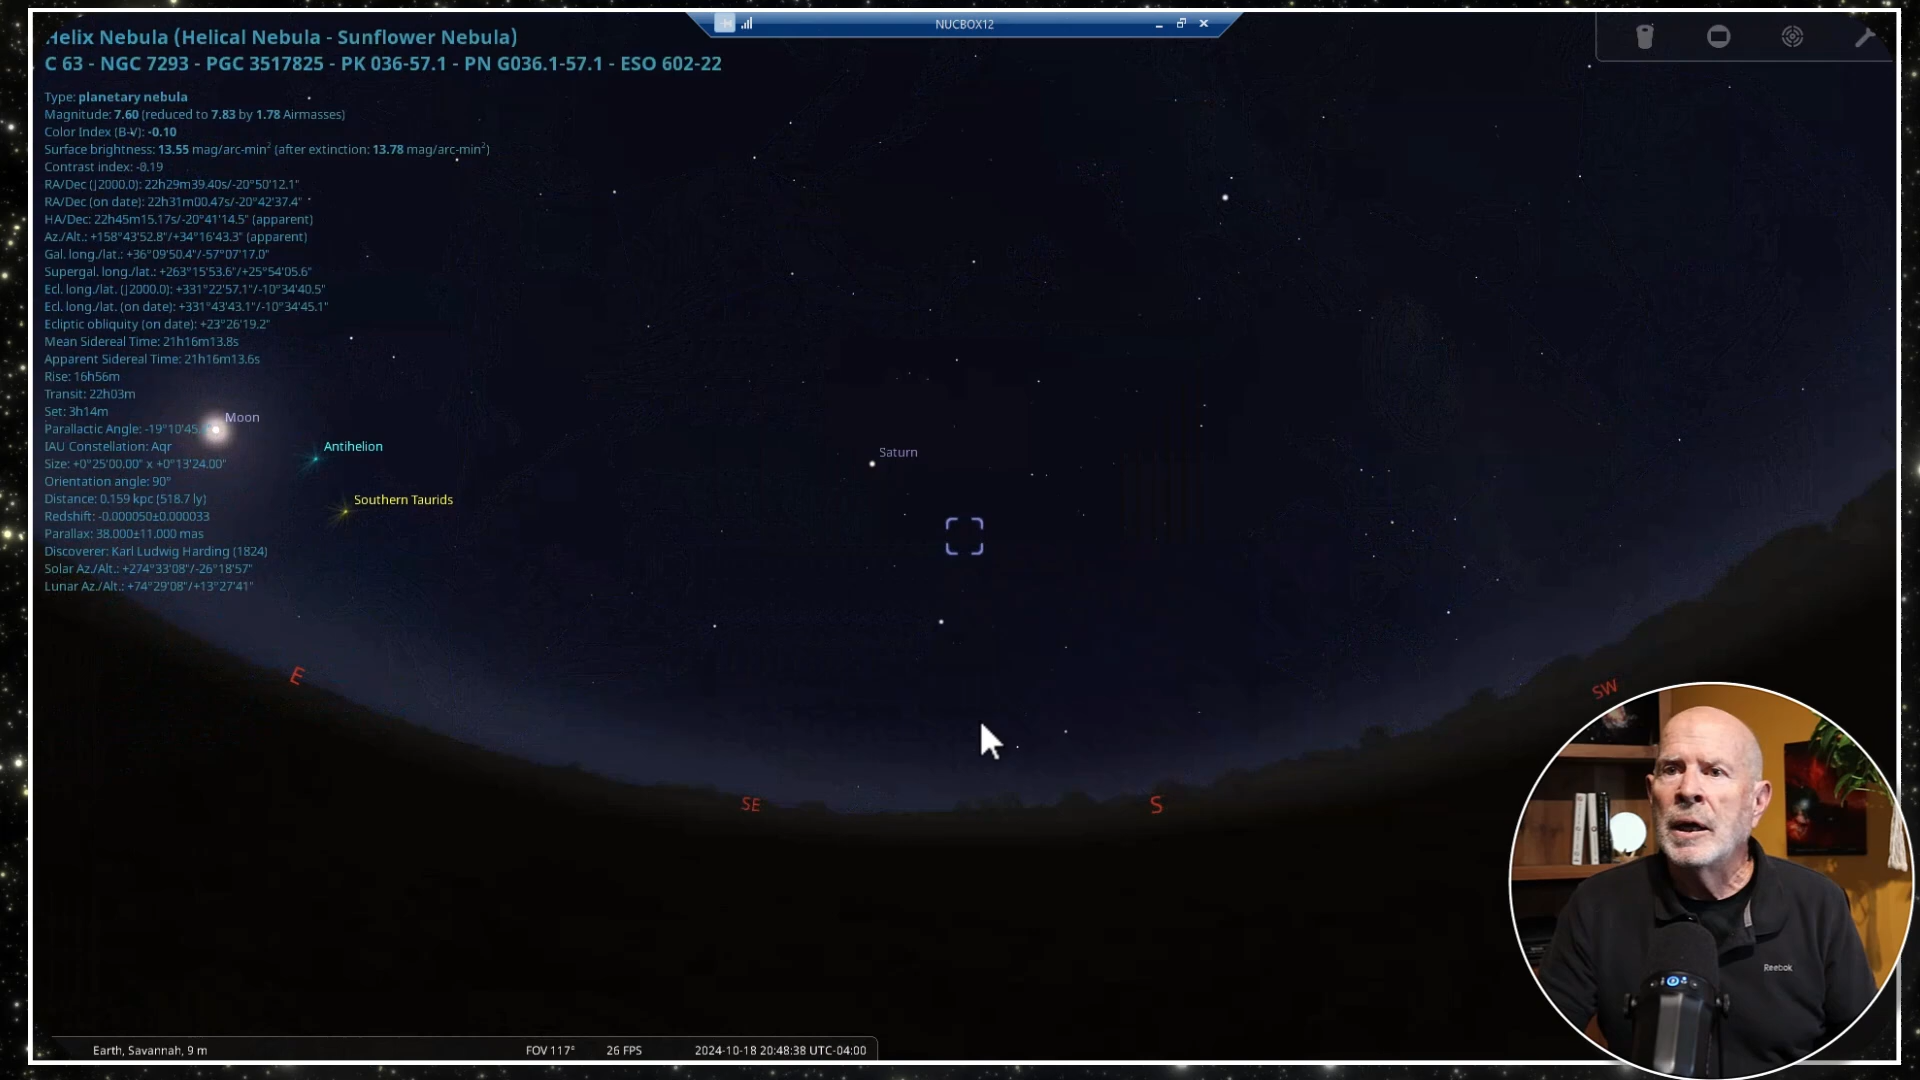 Helix Nebula (Helical Nebula - Sunflower Nebula)
C 63 - NGC 7293 - PGC 3517825 - PK 036-57.1 - PN G036.1-57.1 - ESO 602-22
NUCBOX12
Type: planetary nebula
Magnitude: 7.60 (reduced to 7.83 by 1.78 Airmasses)
Color Index (B-V): -0.10
Surface brightness: 13.55 mag/arc-min² (after extinction: 13.78 mag/arc-min²)
Contrast index: -8.19
RA/Dec (J2000.0): 22h29m39.40s/-20°50'12.1"
RA/Dec (on date): 22h31m00.47s/-20°42'37.4"
HA/Dec: 22h45m15.17s/-20°41'14.5" (apparent)
Az./Alt.: +158°43'52.8"/+34°16'43.3" (apparent)
Gal. long./lat.: +36°09'50.4"/-57°07'17.0"
Supergal. long./lat.: +263°15'53.6"/+25°54'05.6"
Ecl. long./lat. (J2000.0): +331°22'57.1"/-10°34'40.5"
Ecl. long./lat. (on date): +331°43'43.1"/-10°34'45.1"
Ecliptic obliquity (on date): +23°26'19.2"
Mean Sidereal Time: 21h16m13.8s
Apparent Sidereal Time: 21h16m13.6s
Rise: 16h56m
Transit: 22h03m
Set: 3h14m
Parallactic Angle: -19°10'45.
IAU Constellation: Aqr
Size: +0°25'00.00" x +0°13'24.00"
Orientation angle: 90°
Distance: 0.159 kpc (518.7 ly)
Redshift: -0.000050±0.000033
Parallax: 38.000±11.000 mas
Discoverer: Karl Ludwig Harding (1824)
Solar Az./Alt.: +274°33'08"/-26°18'57"
Lunar Az./Alt.: +74°29'08"/+13°27'41"
Moon
Antihelion
Saturn
Southern Taurids
E
SE
S
SW
Reebok
Earth, Savannah, 9 m
FOV 117°
26 FPS
2024-10-18 20:48:38 UTC-04:00